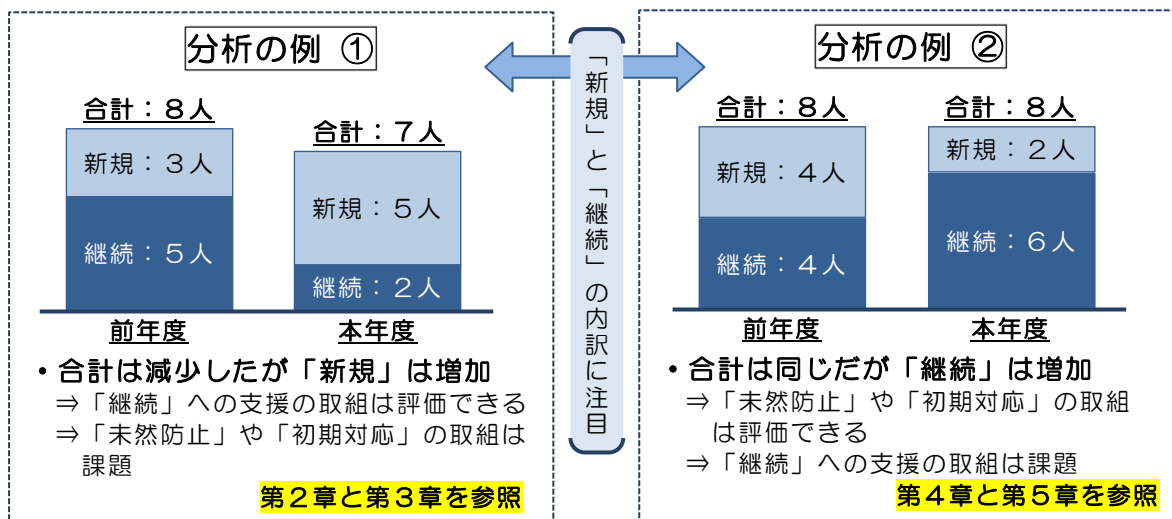 分析の例 ①
合計：８人
新規：３人
継続：５人
前年度
合計：７人
新規：５人
継続：２人
本年度
・合計は減少したが「新規」は増加
⇒「継続」への支援の取組は評価できる
⇒「未然防止」や「初期対応」の取組は
課題
第２章と第３章を参照
「新規」と「継続」の内訳に注目
分析の例 ②
合計：８人
新規：４人
継続：４人
前年度
合計：８人
新規：２人
継続：６人
本年度
・合計は同じだが「継続」は増加
⇒「未然防止」や「初期対応」の取組
は評価できる
⇒「継続」への支援の取組は課題
第４章と第５章を参照